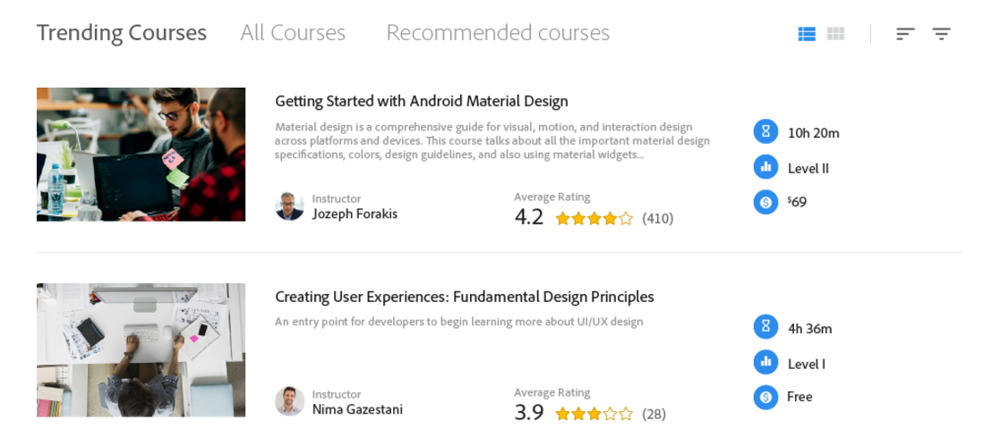 Trending Courses All Courses Recommended courses
Getting Started with Android Material Design
Material design is a comprehensive guide for visual, motion, and interaction design
across platforms and devices. This course talks about all the important material design
specifications, colors, design guidelines, and also using material widgets...
10h 20m
Level II
$69
Instructor
Jozeph Forakis
Average Rating
4.2 (410)
Creating User Experiences: Fundamental Design Principles
An entry point for developers to begin learning more about UI/UX design
4h 36m
Level I
Free
Instructor
Nima Gazestani
Average Rating
3.9 (28)